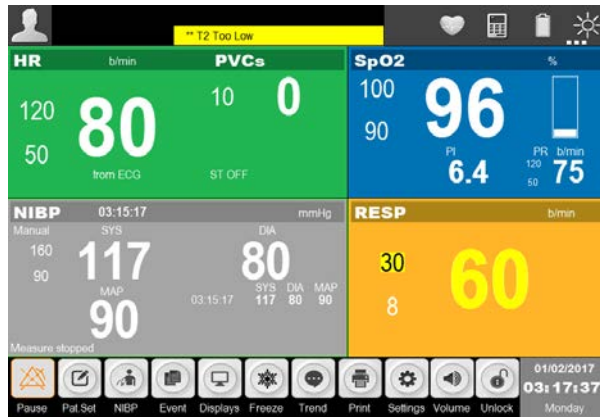 ** T2 Too Low
HR b/min PVCs
120
50
80
from ECG
10
0
ST OFF
SpO2 %
100
90
96
PI
6.4
PR b/min
120
50
75
NIBP 03:15:17 mmHg
Manual SYS DIA
160
90
117
80
MAP
90
SYS DIA MAP
03:15:17 117 80 90
Measure stopped
RESP b/min
30
8
60
Pause Pat.Set NIBP Event Displays Freeze Trend Print Settings Volume Unlock
01/02/2017
03:17:37
Monday